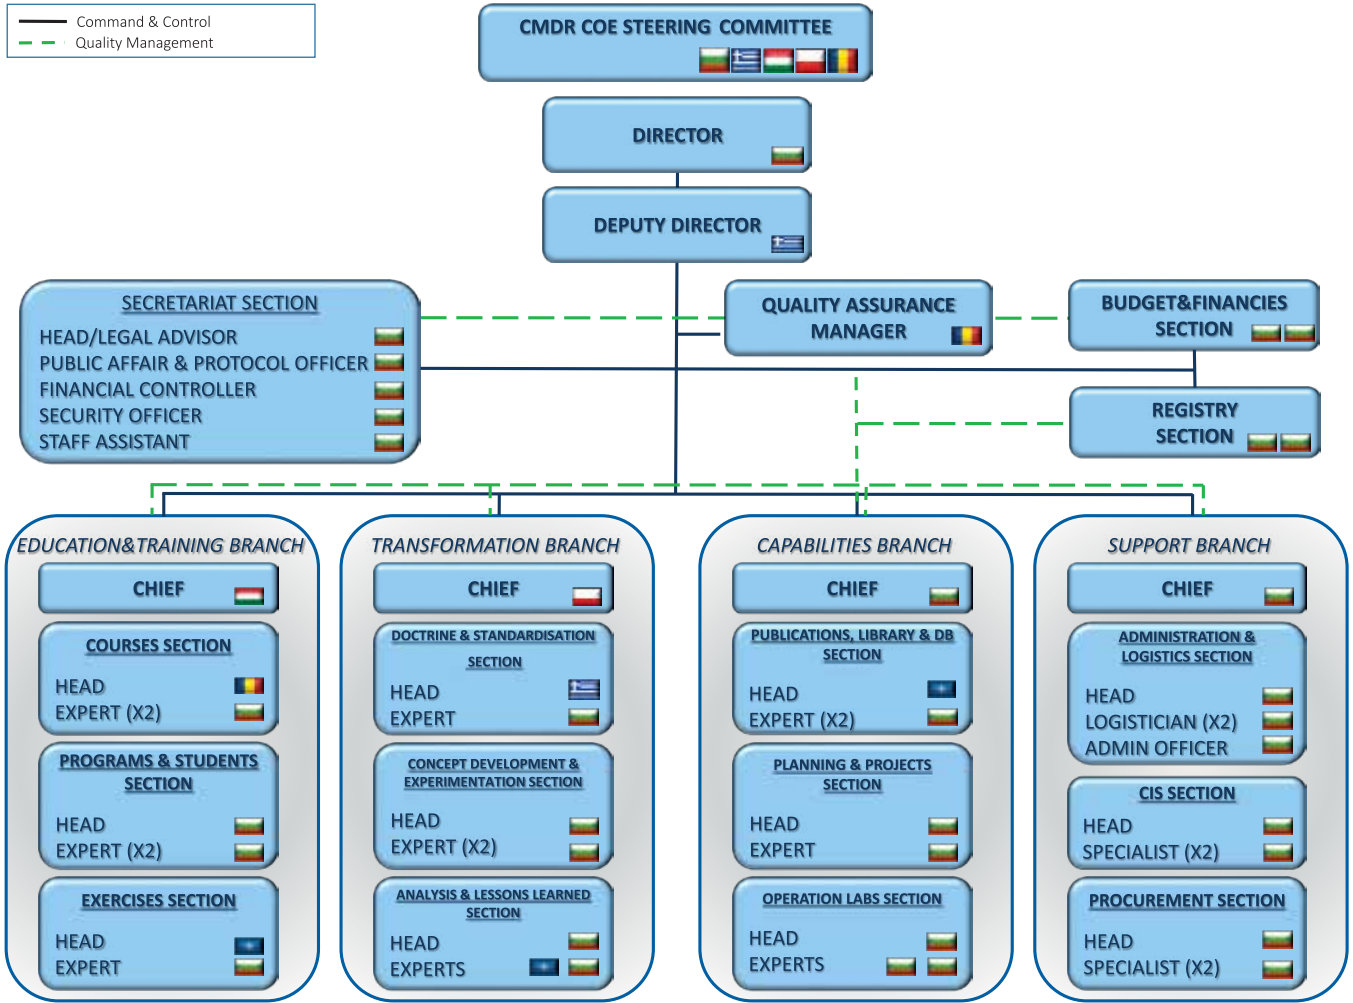 Command & Control
Quality Management
CMDR COE STEERING COMMITTEE
DIRECTOR
DEPUTY DIRECTOR
SECRETARIAT SECTION
HEAD/LEGAL ADVISOR
PUBLIC AFFAIR & PROTOCOL OFFICER
FINANCIAL CONTROLLER
SECURITY OFFICER
STAFF ASSISTANT
QUALITY ASSURANCE
MANAGER
BUDGET&FINANCIES
SECTION
REGISTRY
SECTION
EDUCATION&TRAINING BRANCH
CHIEF
COURSES SECTION
HEAD
EXPERT (X2)
PROGRAMS & STUDENTS
SECTION
HEAD
EXPERT (X2)
EXERCISES SECTION
HEAD
EXPERT
TRANSFORMATION BRANCH
CHIEF
DOCTRINE & STANDARDISATION
SECTION
HEAD
EXPERT
CONCEPT DEVELOPMENT &
EXPERIMENTATION SECTION
HEAD
EXPERT (X2)
ANALYSIS & LESSONS LEARNED
SECTION
HEAD
EXPERTS
CAPABILITIES BRANCH
CHIEF
PUBLICATIONS, LIBRARY & DB
SECTION
HEAD
EXPERT (X2)
PLANNING & PROJECTS
SECTION
HEAD
EXPERT
OPERATION LABS SECTION
HEAD
EXPERTS
SUPPORT BRANCH
CHIEF
ADMINISTRATION &
LOGISTICS SECTION
HEAD
LOGISTICIAN (X2)
ADMIN OFFICER
CIS SECTION
HEAD
SPECIALIST (X2)
PROCUREMENT SECTION
HEAD
SPECIALIST (X2)